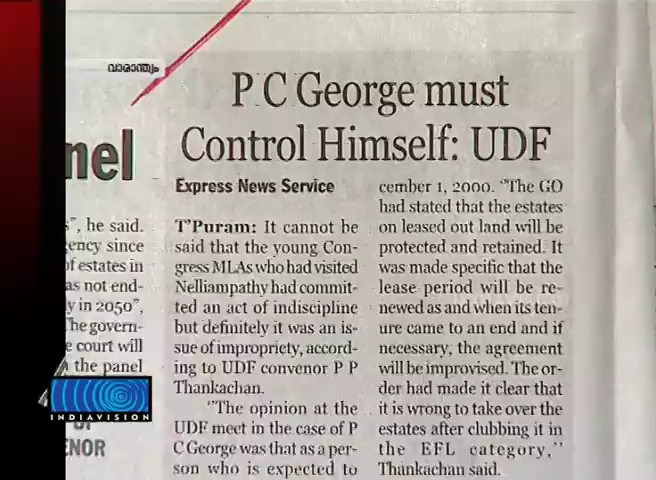 വാരാന്ത്യം
P C George must
Control Himself: UDF
nel
", he said.
ency since
of estates in
as not end-
y in 2050",
The govern-
e court will
the panel
ENOR
Express News Service
T'Puram: It cannot be
said that the young Con-
gress MLAs who had visited
Nelliampathy had commit-
ted an act of indiscipline
but definitely it was an is-
sue of impropriety, accord-
ing to UDF convenor P P
Thankachan.
"The opinion at the
UDF meet in the case of P
C George was that as a per-
son who is expected to
cember 1, 2000. "The GO
had stated that the estates
on leased out land will be
protected and retained. It
was made specific that the
lease period will be re-
newed as and when its ten-
ure came to an end and if
necessary, the agreement
will be improvised. The or-
der had made it clear that
it is wrong to take over the
estates after clubbing it in
the EFL category,"
Thankachan said.
INDIAVISION